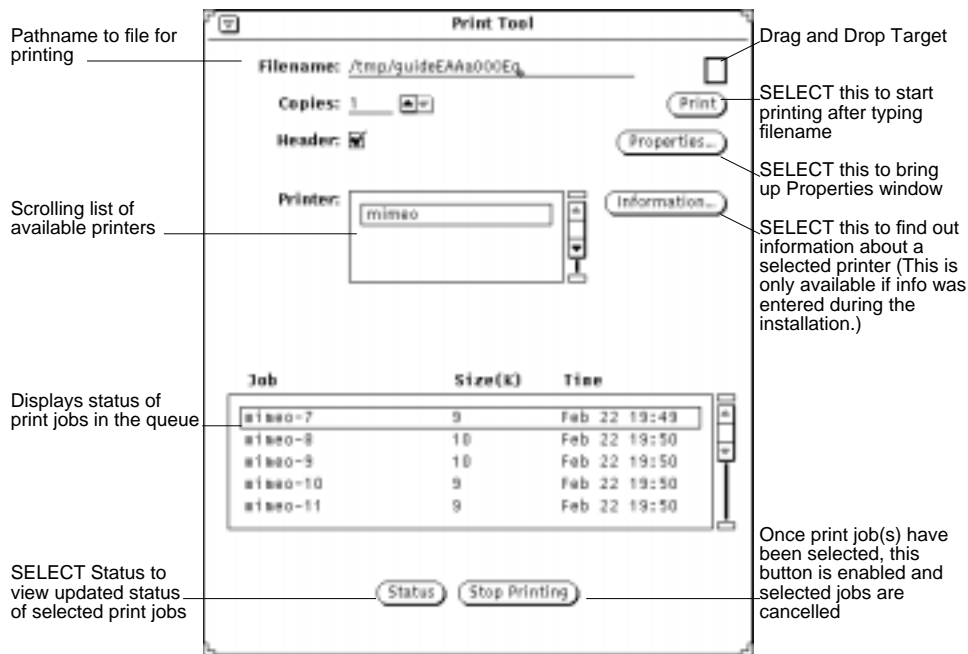 Print Tool
Pathname to file for
printing
Filename: /tmp/guideEAAa000Eq
Drag and Drop Target
Copies: 1
Print
SELECT this to start
printing after typing
filename
Header:
Properties...
SELECT this to bring
up Properties window
Scrolling list of
available printers
Printer:
mimeo
Information...
SELECT this to find out
information about a
selected printer (This is
only available if info was
entered during the
installation.)
Job Size(K) Time
Displays status of
print jobs in the queue
mimeo-7 9 Feb 22 19:49
mimeo-8 10 Feb 22 19:50
mimeo-9 10 Feb 22 19:50
mimeo-10 9 Feb 22 19:50
mimeo-11 9 Feb 22 19:50
SELECT Status to
view updated status
of selected print jobs
Status
Stop Printing
Once print job(s) have
been selected, this
button is enabled and
selected jobs are
cancelled